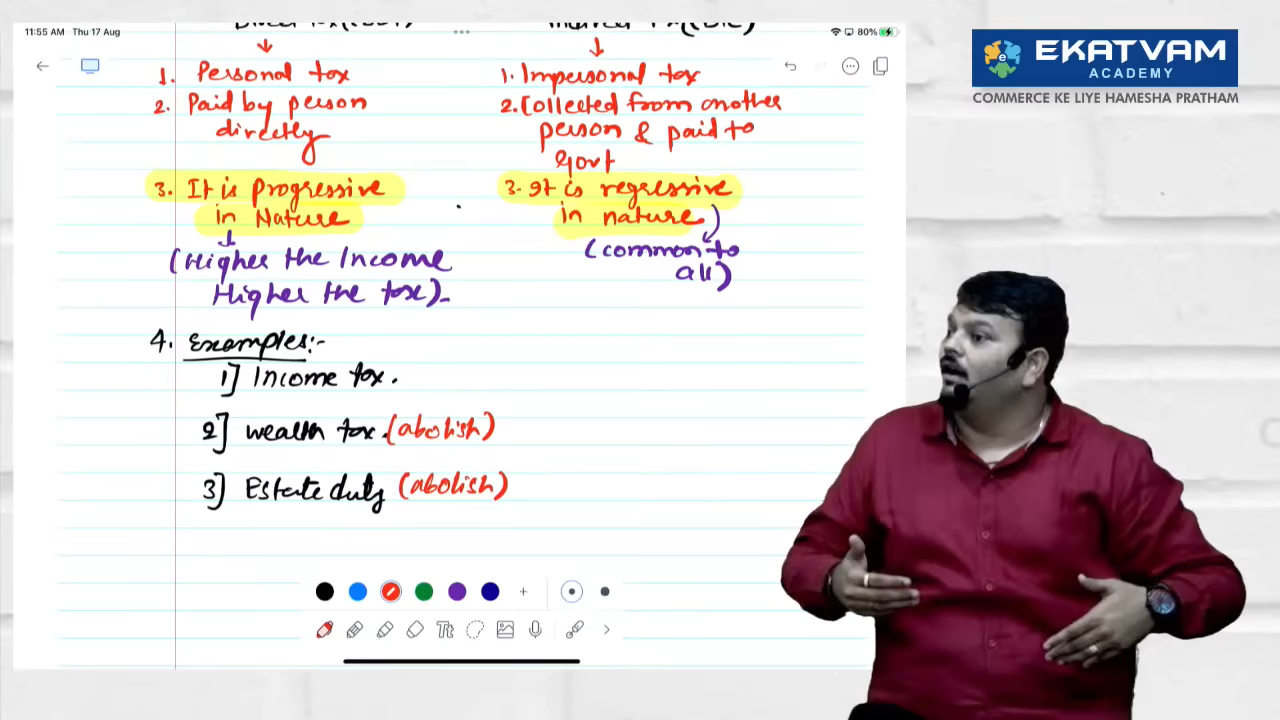 11:55 AM Thu 17 Aug
80%
EKATVAM
ACADEMY
COMMERCE KE LIYE HAMESHA PRATHAM
1. Personal tax
2. Paid by person
directly
3. It is progressive
in Nature
(Higher the Income
Higher the tax).
1. Impersonal tax
2. Collected from another
person & paid to
Govt
3. It is regressive
in nature
(common to
all)
4. Examples:-
1] Income tax.
2] wealth tax. (abolish)
3] Estate duty (abolish)
Tt